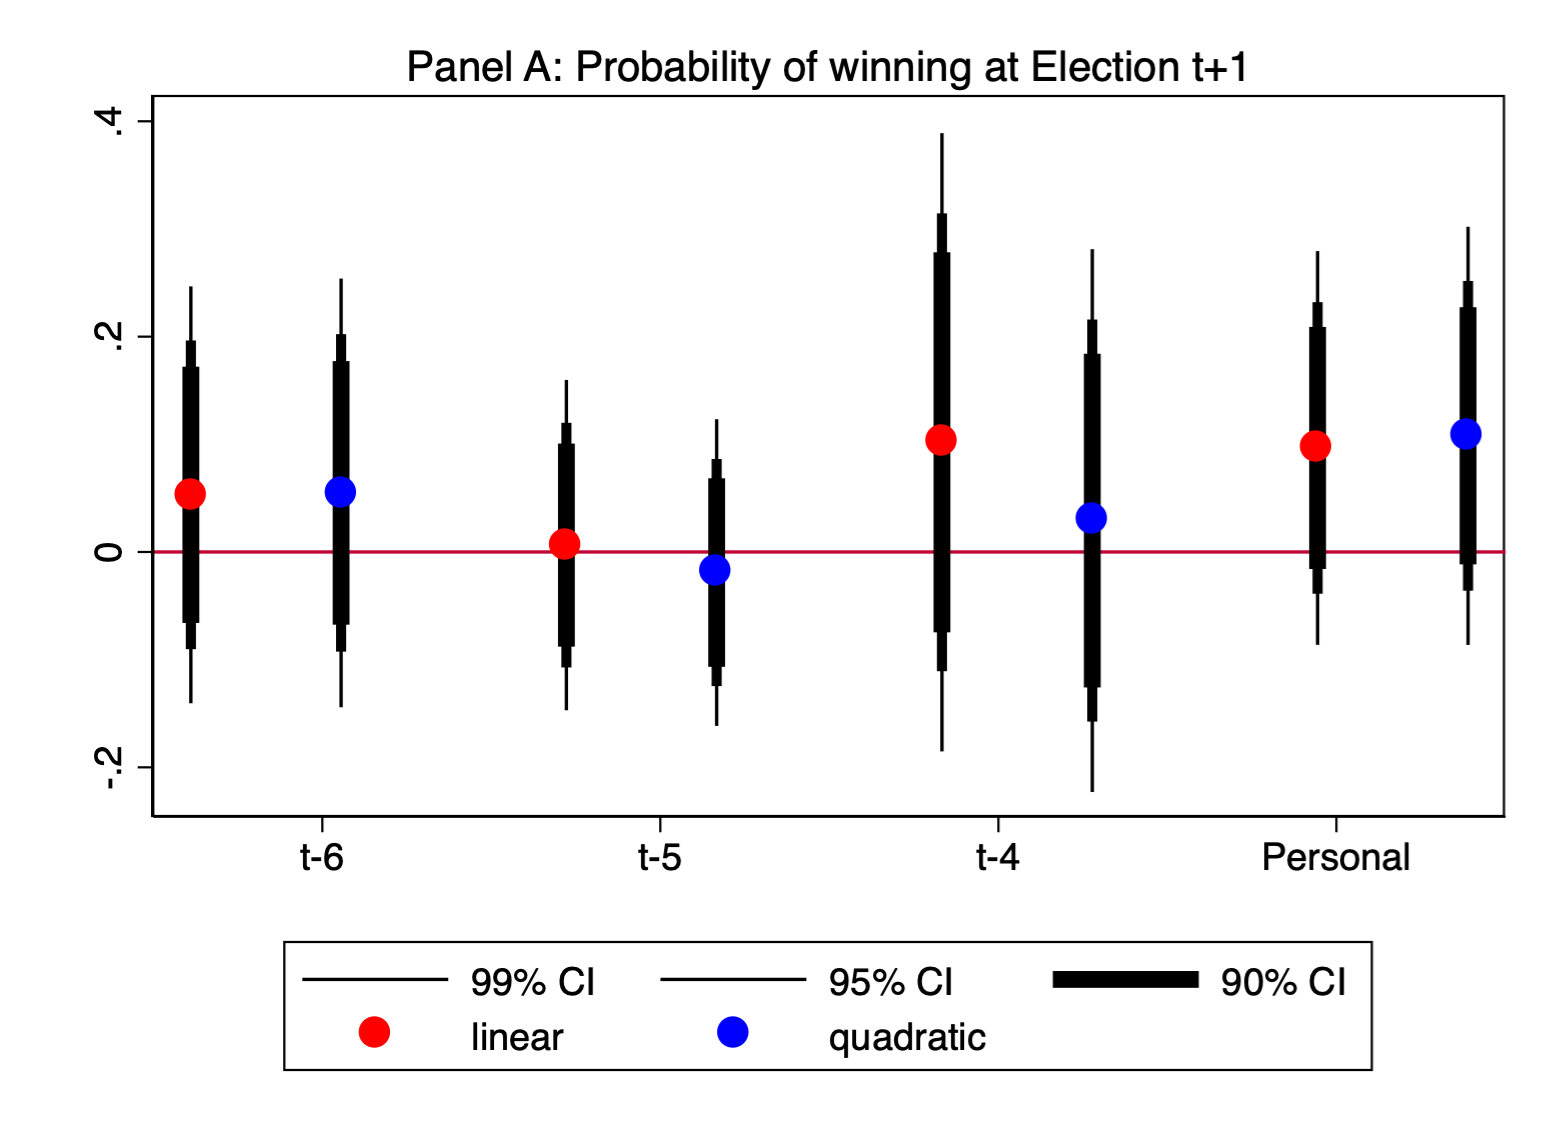 Panel A: Probability of winning at Election t+1
.4
.2
0
-.2
t-6 t-5 t-4 Personal
99% CI 95% CI 90% CI
linear quadratic